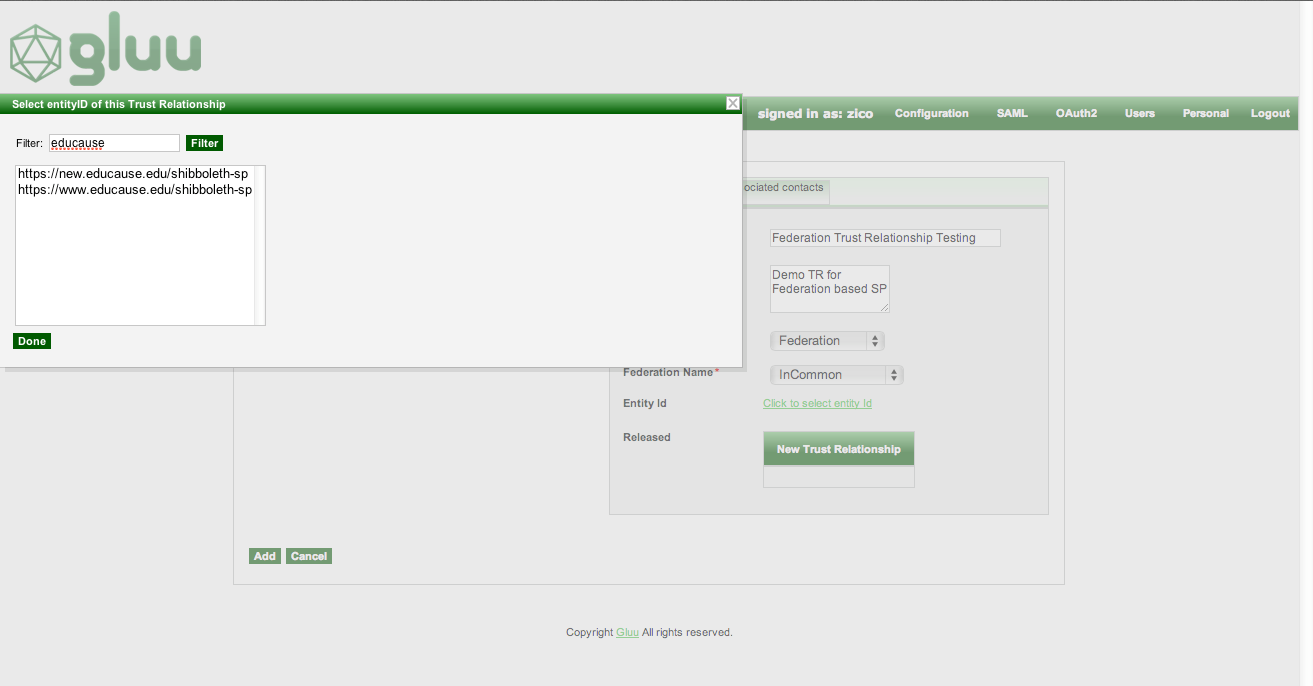 gluu
Select entityID of this Trust Relationship
signed in as: zico Configuration SAML OAuth2 Users Personal Logout
Filter: educause Filter
https://new.educause.edu/shibboleth-sp
https://www.educause.edu/shibboleth-sp
Done
ociated contacts
Federation Trust Relationship Testing
Demo TR for
Federation based SP
Federation
Federation Name* InCommon
Entity Id Click to select entity Id
Released
New Trust Relationship
Add Cancel
Copyright Gluu All rights reserved.